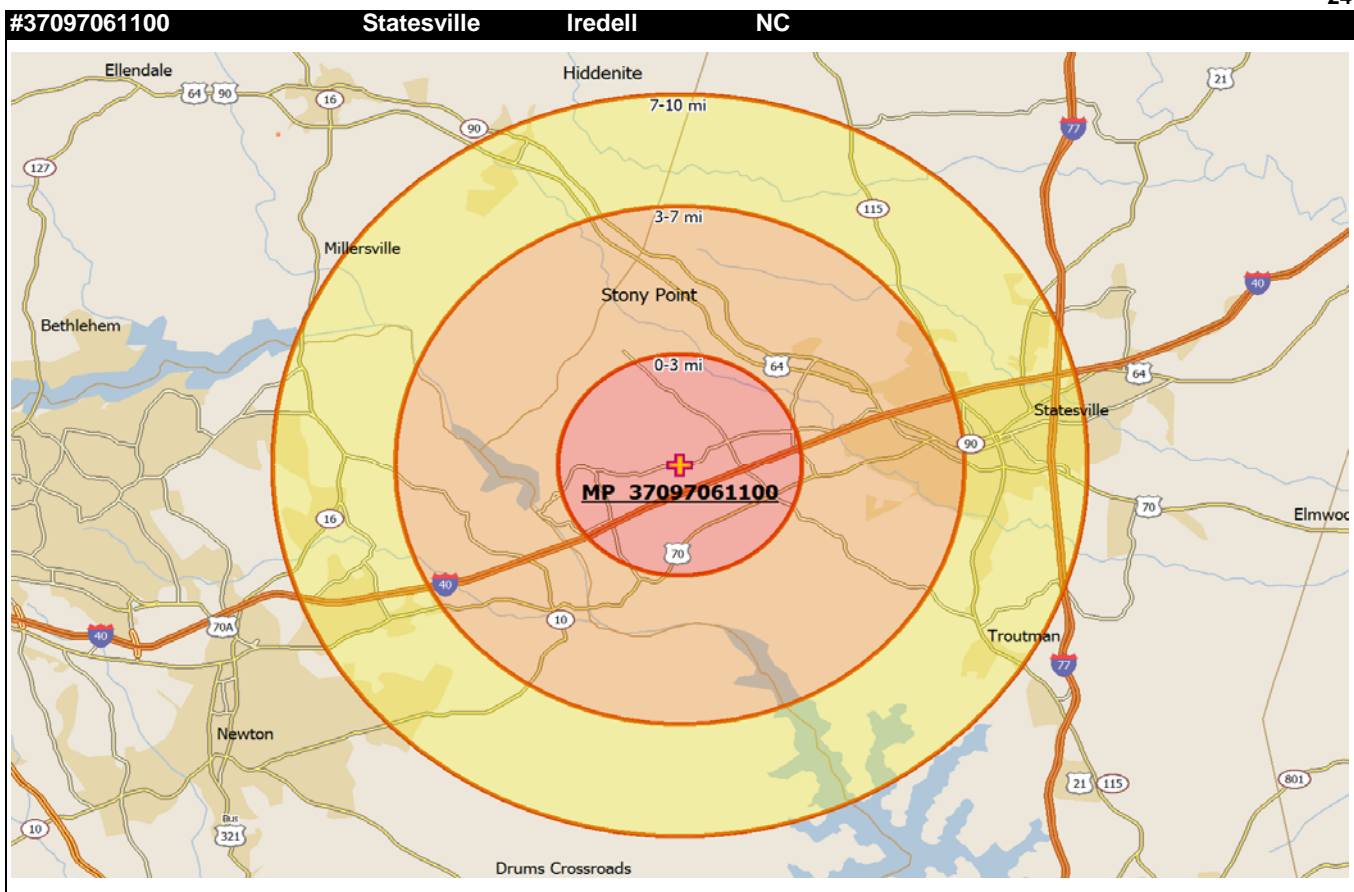 24
#37097061100 Statesville Iredell NC
Ellendale
64 90
16
Hiddenite
21
7-10 mi
90
77
127
115
3-7 mi
Millersville
40
Stony Point
Bethlehem
0-3 mi
64
64
Statesville
90
MP 37097061100
70
Elmwoo
16
70
40
10
70A
40
Troutman
77
Newton
21 115
801
10
Bus
321
Drums Crossroads